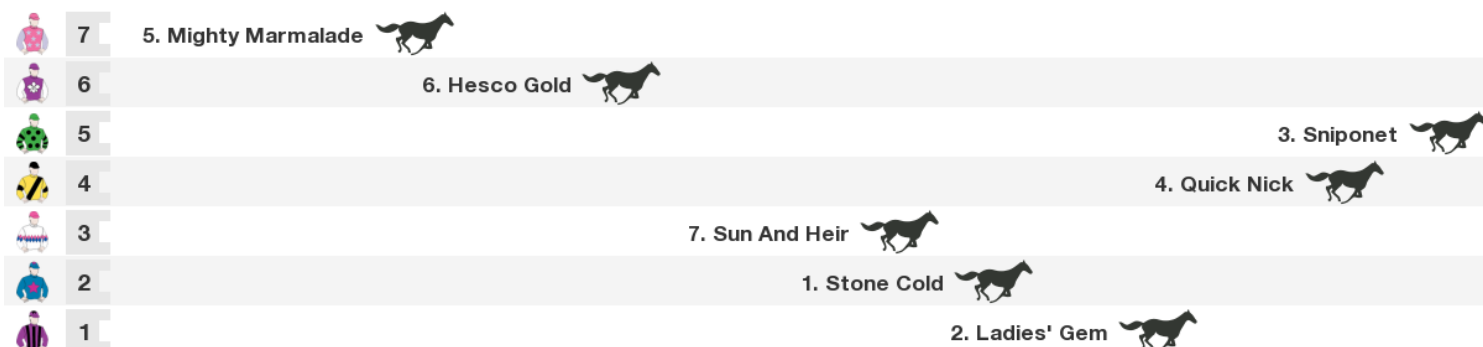 7 5. Mighty Marmalade
6 6. Hesco Gold
5 3. Sniponet
4 4. Quick Nick
3 7. Sun And Heir
2 1. Stone Cold
1 2. Ladies' Gem